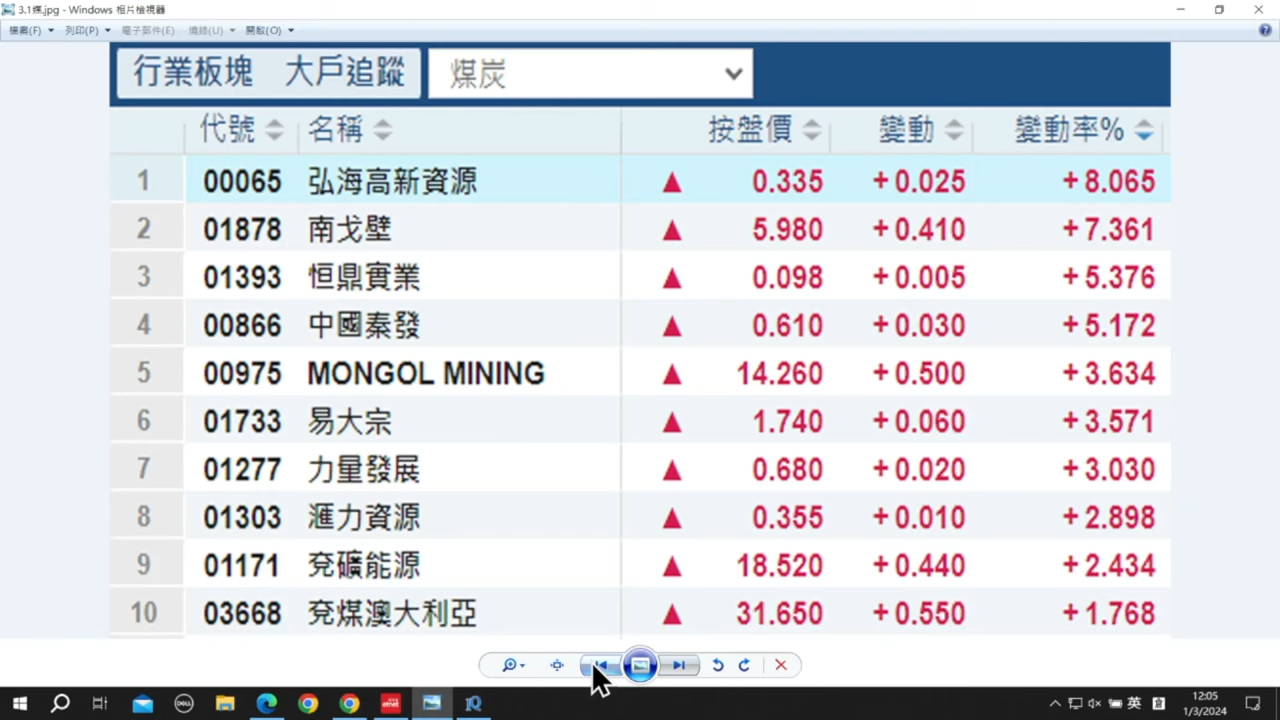 3.1煤.jpg - Windows 相片檢視器
檔案(F) 列印(P) 電子郵件(E) 燒錄(U) 開啟(O)
行業板塊 大戶追蹤 煤炭
代號 名稱 按盤價 變動 變動率%
1 00065 弘海高新資源 ▲ 0.335 +0.025 +8.065
2 01878 南戈壁 ▲ 5.980 +0.410 +7.361
3 01393 恒鼎實業 ▲ 0.098 +0.005 +5.376
4 00866 中國秦發 ▲ 0.610 +0.030 +5.172
5 00975 MONGOL MINING ▲ 14.260 +0.500 +3.634
6 01733 易大宗 ▲ 1.740 +0.060 +3.571
7 01277 力量發展 ▲ 0.680 +0.020 +3.030
8 01303 滙力資源 ▲ 0.355 +0.010 +2.898
9 01171 兗礦能源 ▲ 18.520 +0.440 +2.434
10 03668 兗煤澳大利亞 ▲ 31.650 +0.550 +1.768
DELL etnet IQ 英 倉 12:05
1/3/2024